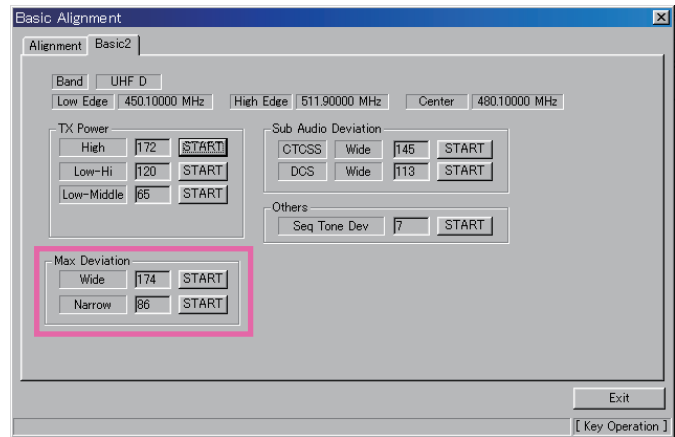 Basic Alignment
Alignment Basic2
Band UHF D
Low Edge 450.10000 MHz High Edge 511.90000 MHz Center 480.10000 MHz
TX Power
High 172 START
Low-Hi 120 START
Low-Middle 65 START
Sub Audio Deviation
CTCSS Wide 145 START
DCS Wide 113 START
Others
Seq Tone Dev 7 START
Max Deviation
Wide 174 START
Narrow 86 START
Exit
[ Key Operation ]